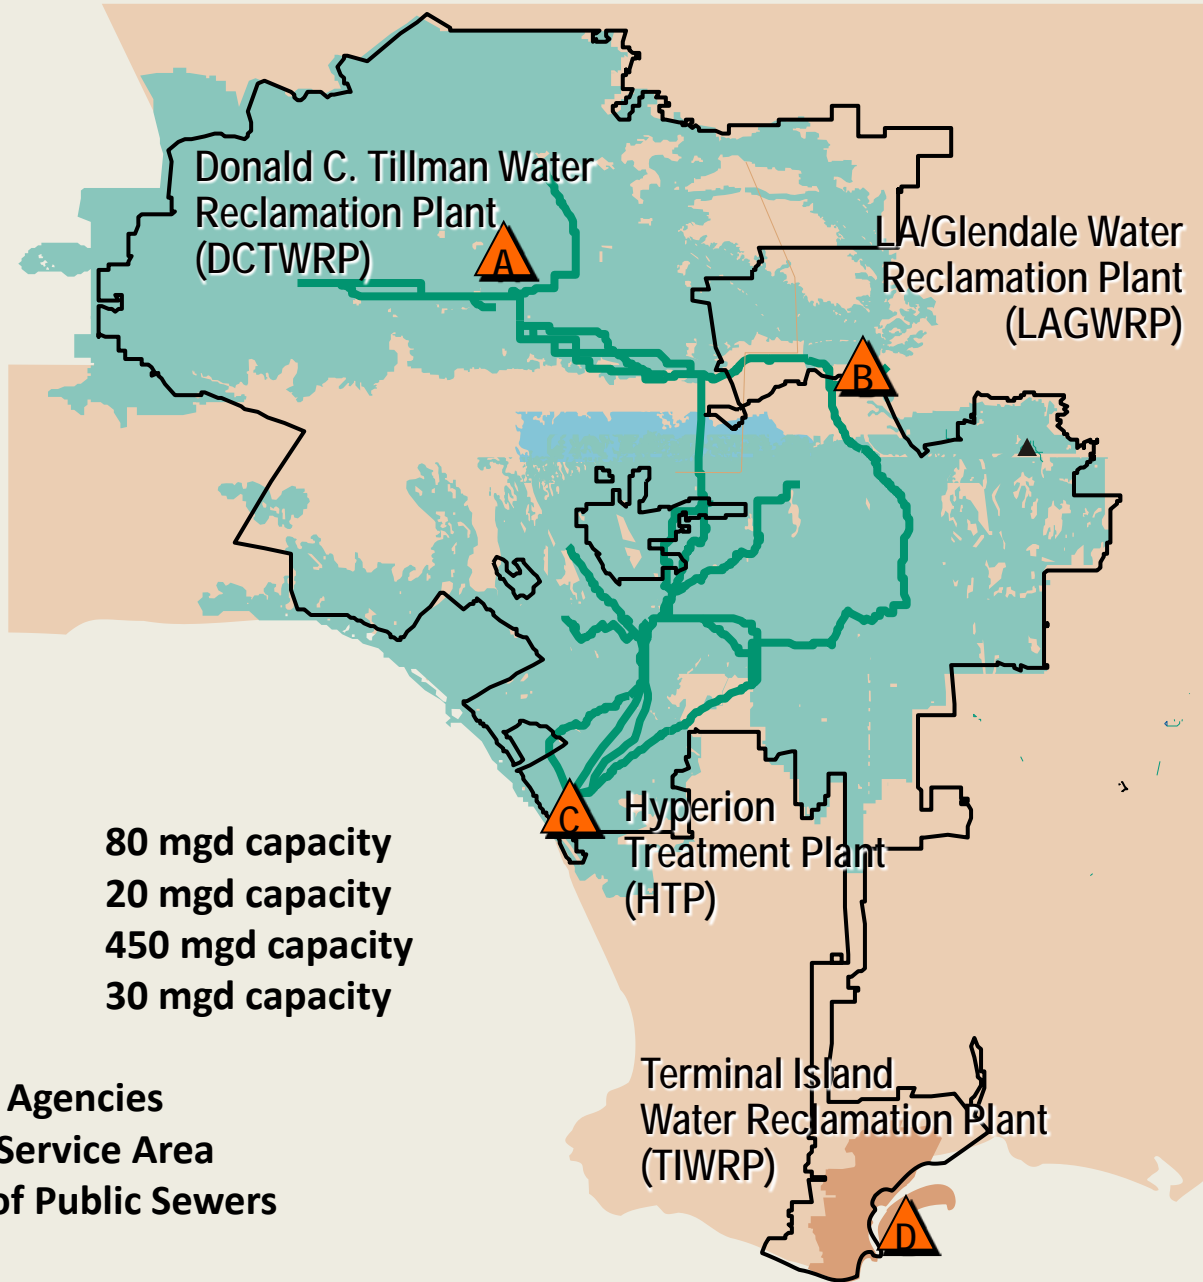 Donald C. Tillman Water
Reclamation Plant
(DCTWRP)
A
LA/Glendale Water
Reclamation Plant
(LAGWRP)
B
C
Hyperion
Treatment Plant
(HTP)
80 mgd capacity
20 mgd capacity
450 mgd capacity
30 mgd capacity
Terminal Island
Water Reclamation Plant
(TIWRP)
D
Agencies
Service Area
of Public Sewers